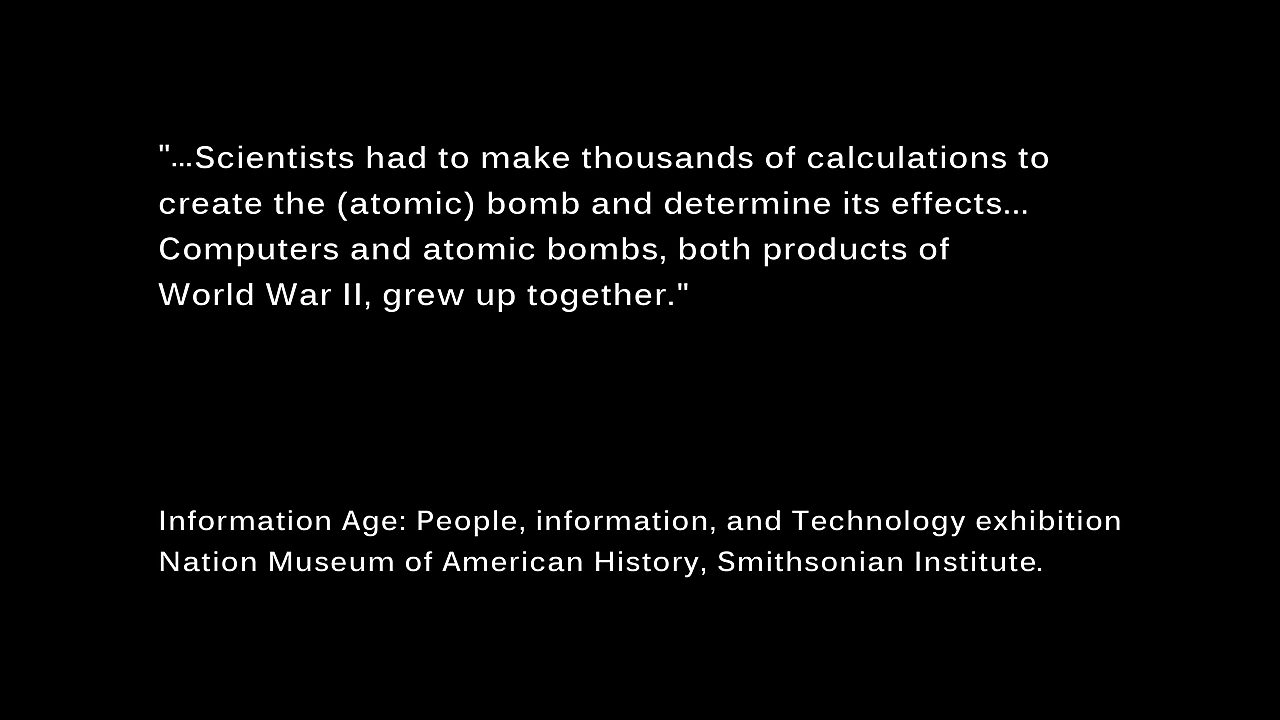 "...Scientists had to make thousands of calculations to
create the (atomic) bomb and determine its effects...
Computers and atomic bombs, both products of
World War II, grew up together."
Information Age: People, information, and Technology exhibition
Nation Museum of American History, Smithsonian Institute.